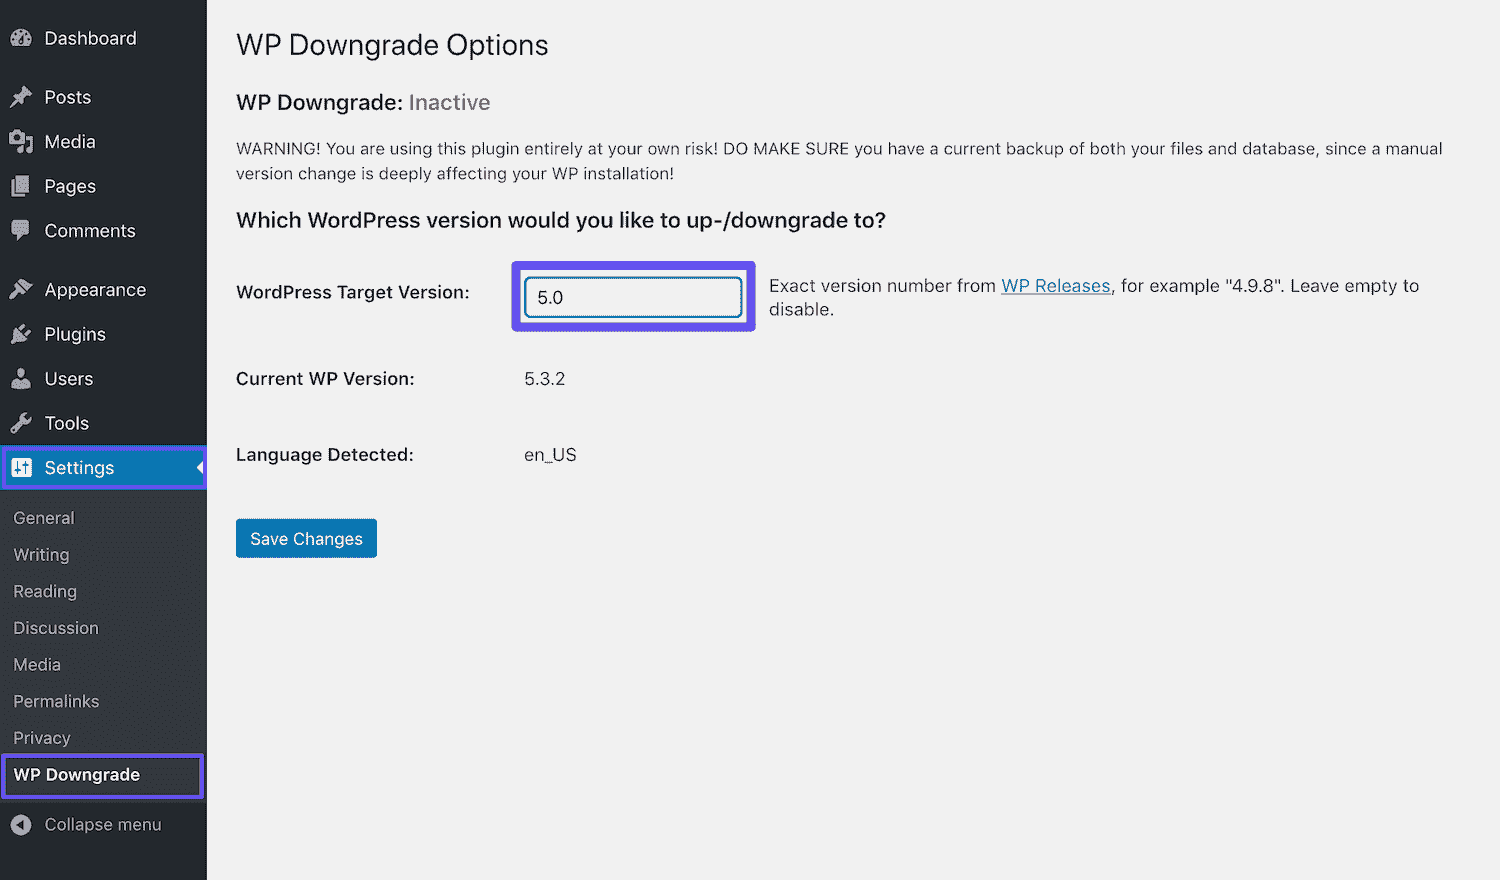 Dashboard
Posts
Media
Pages
Comments
Appearance
Plugins
Users
Tools
Settings
General
Writing
Reading
Discussion
Media
Permalinks
Privacy
WP Downgrade
Collapse menu
WP Downgrade Options
WP Downgrade: Inactive
WARNING! You are using this plugin entirely at your own risk! DO MAKE SURE you have a current backup of both your files and database, since a manual
version change is deeply affecting your WP installation!
Which WordPress version would you like to up-/downgrade to?
WordPress Target Version:
5.0
Exact version number from WP Releases, for example "4.9.8". Leave empty to
disable.
Current WP Version:
5.3.2
Language Detected:
en_US
Save Changes